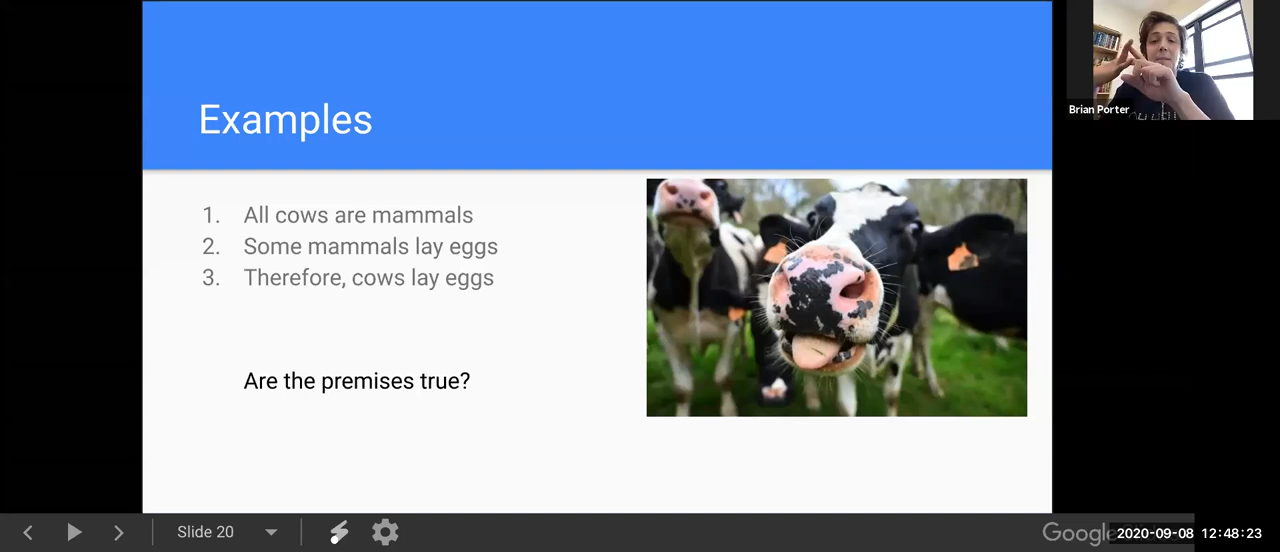 Examples
1. All cows are mammals
2. Some mammals lay eggs
3. Therefore, cows lay eggs
Are the premises true?
Brian Porter
Slide 20
Google
2020-09-08 12:48:23